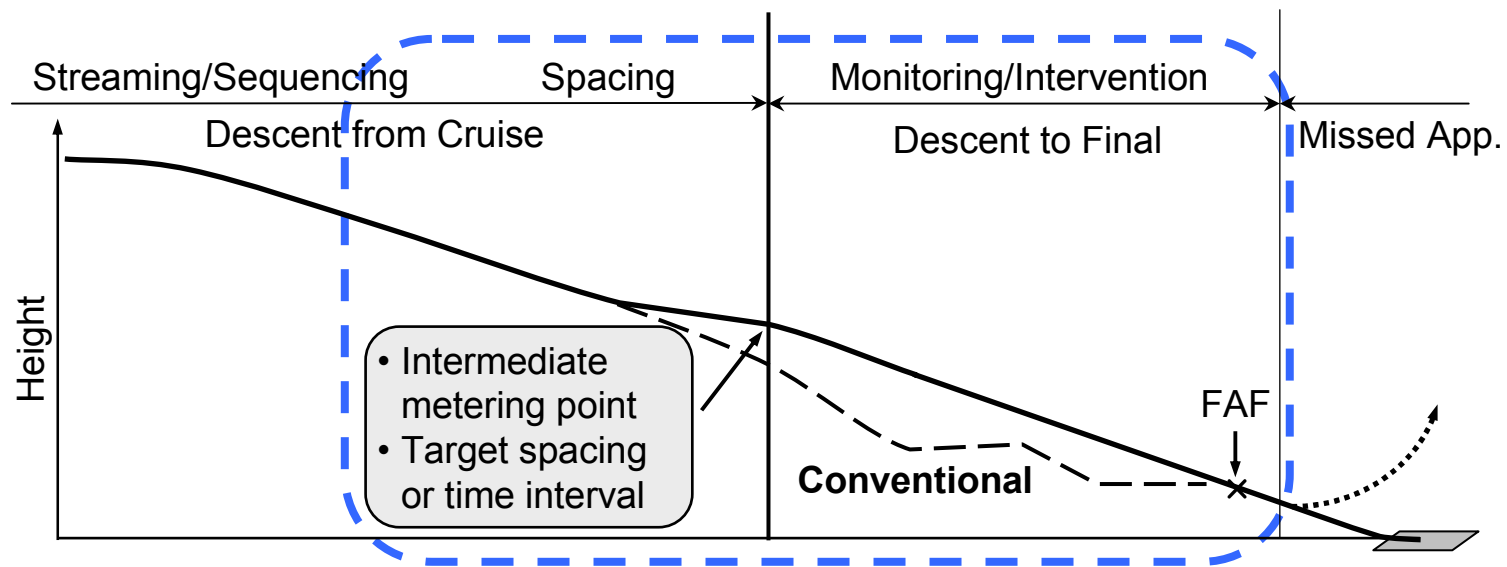 Streaming/Sequencing
Spacing
Monitoring/Intervention
Descent from Cruise
Descent to Final
Missed App.
Height
• Intermediate
metering point
• Target spacing
or time interval
FAF
Conventional